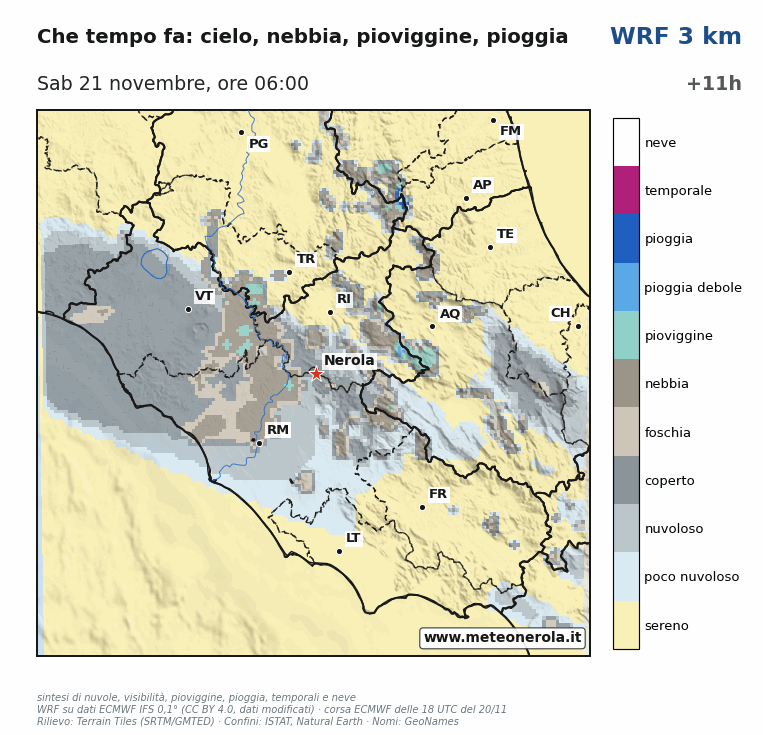 Che tempo fa: cielo, nebbia, pioviggine, pioggia
WRF 3 km
Sab 21 novembre, ore 06:00
+11h
PG
FM
AP
TE
TR
VT
RI
AQ
CH
Nerola
RM
FR
LT
www.meteonerola.it
neve
temporale
pioggia
pioggia debole
pioviggine
nebbia
foschia
coperto
nuvoloso
poco nuvoloso
sereno
sintesi di nuvole, visibilità, pioviggine, pioggia, temporali e neve
WRF su dati ECMWF IFS 0,1° (CC BY 4.0, dati modificati) · corsa ECMWF delle 18 UTC del 20/11
Rilievo: Terrain Tiles (SRTM/GMTED) · Confini: ISTAT, Natural Earth · Nomi: GeoNames